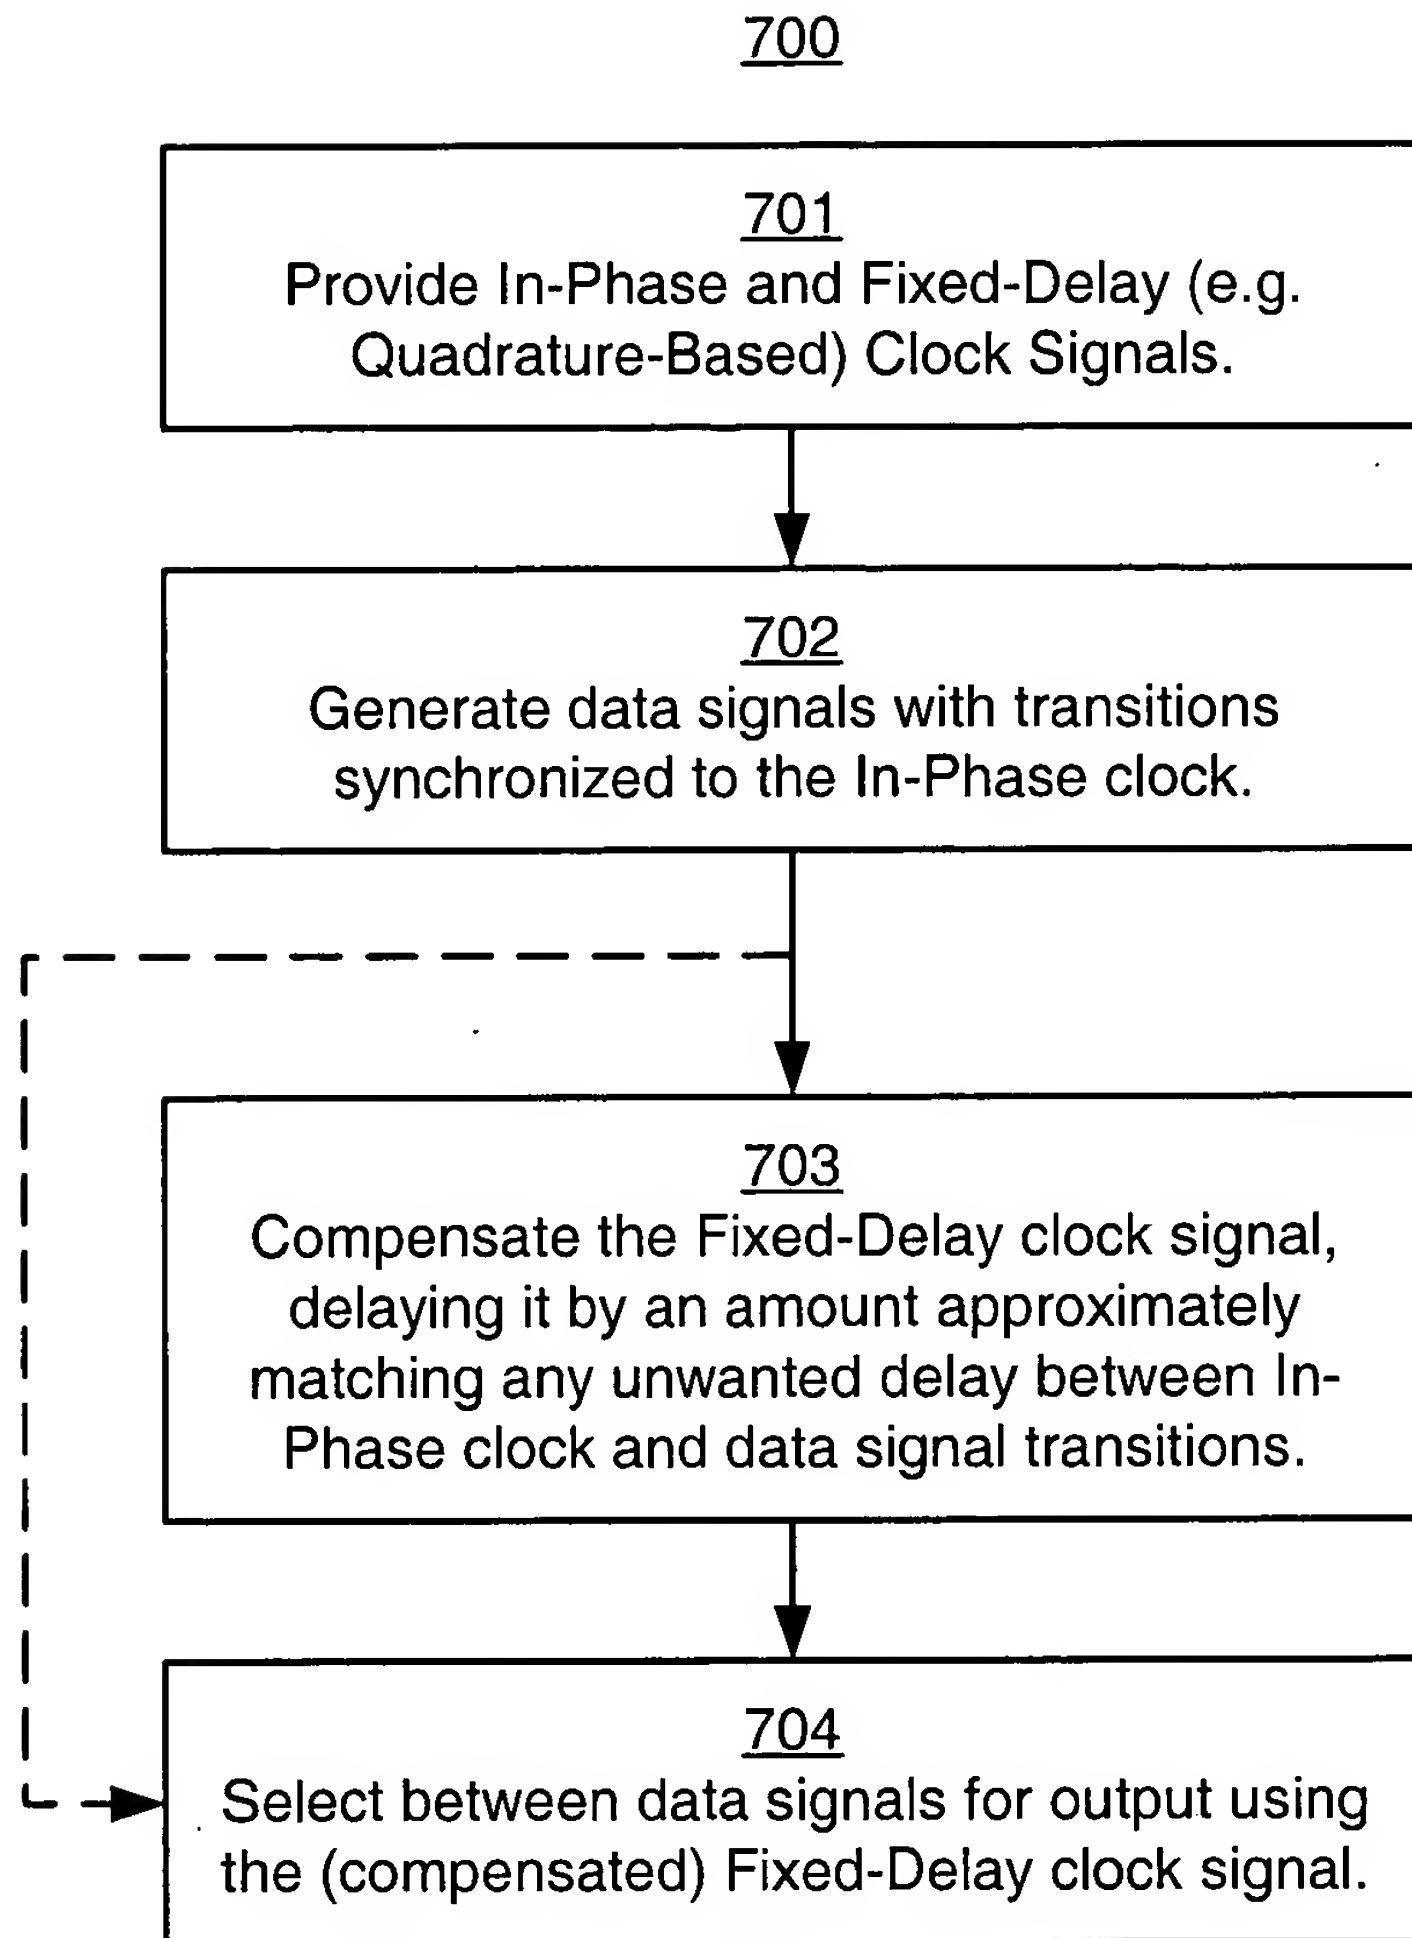 700
701
Provide In-Phase and Fixed-Delay (e.g.
Quadrature-Based) Clock Signals.
702
Generate data signals with transitions
synchronized to the In-Phase clock.
703
Compensate the Fixed-Delay clock signal,
delaying it by an amount approximately
matching any unwanted delay between In-
Phase clock and data signal transitions.
704
Select between data signals for output using
the (compensated) Fixed-Delay clock signal.